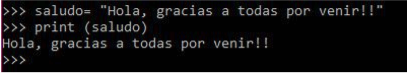 >>> saludo= "Hola, gracias a todas por venir!!"
>>> print (saludo)
Hola, gracias a todas por venir!!
>>>